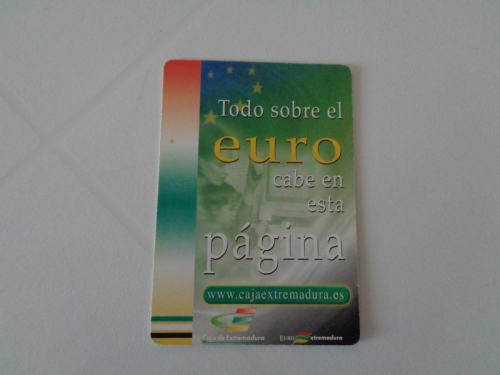 Todo sobre el
euro
cabe en
esta
página
www.cajaextremadura.es
Caja de Extremadura
EURO extremadura